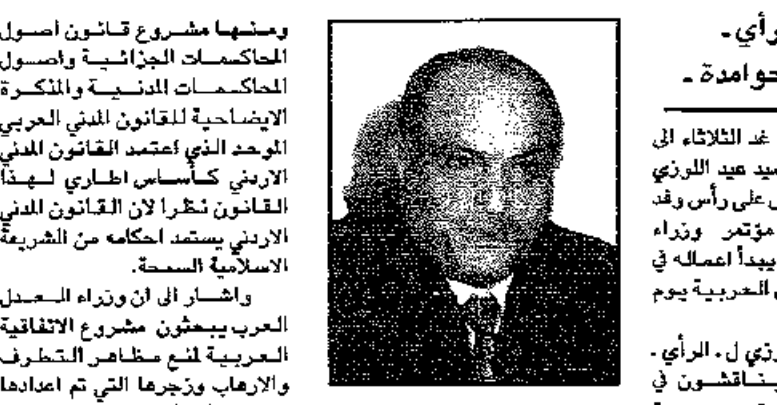 رأي ـ
حوامدة ـ
غد الثلاثاء الى
سيد عيد اللوزي
على رأس وفد
مؤتمر وزراء
يبدأ اعماله في
العربية يوم
وزي ل. الرأي.
يناقشون في
ومنها مشروع قانون اصول
المحاكمات الجزائية واصول
المحاكمات المدنية والمذكرة
الايضاحية للقانون المدني العربي
الموحد الذي اعتمد القانون المدني
الاردني كأساس اطاري لهذا
القانون نظرا لان القانون المدني
الاردني يستمد احكامه من الشريعة
الاسلامية السمحة.
واشار الى ان وزراء العدل
العرب يبحثون مشروع الاتفاقية
العربية لمنع مظاهر التطرف
والارهاب وزجرها التي تم اعدادها